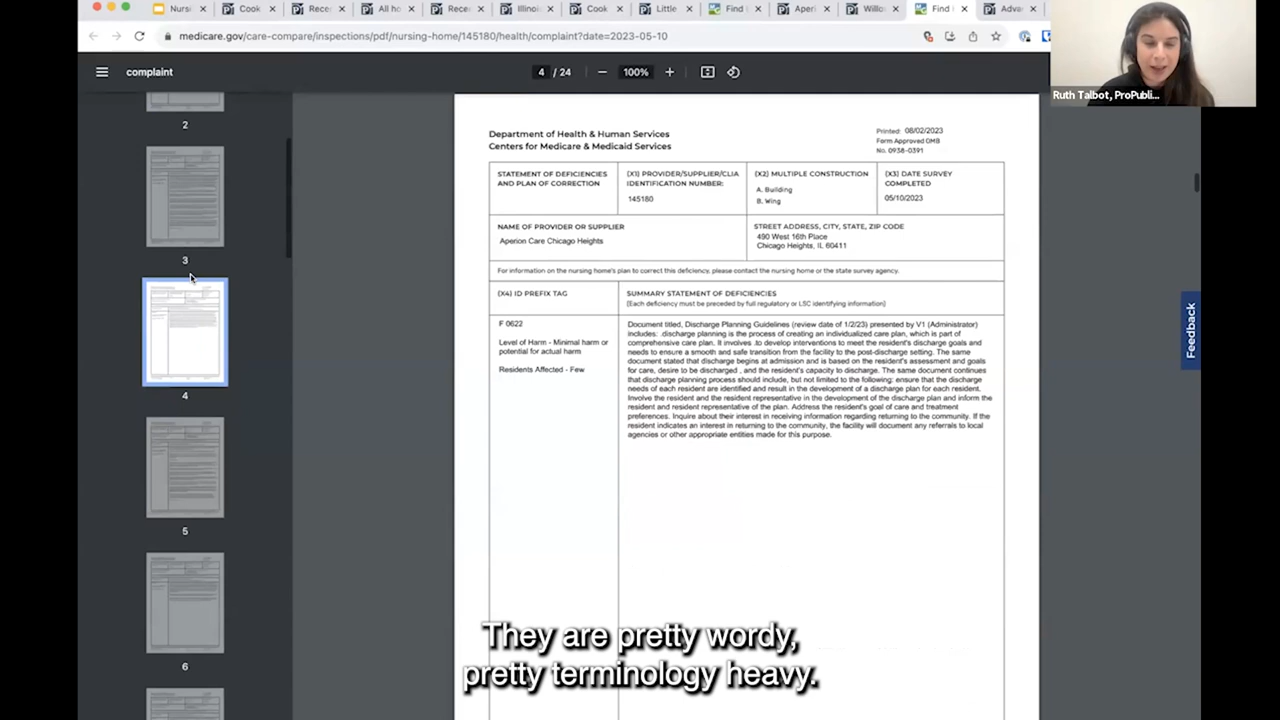 Nursi
Cook
Rece
All ho
Rece
Illinoi
Cook
Little
Find
Aperi
Willo
Find
Advan
medicare.gov/care-compare/inspections/pdf/nursing-home/145180/health/complaint?date=2023-05-10
complaint
4 / 24
100%
Ruth Talbot, ProPubli...
2
3
4
5
6
Department of Health & Human Services
Centers for Medicare & Medicaid Services
Printed: 08/02/2023
Form Approved OMB
No. 0938-0391
STATEMENT OF DEFICIENCIES
AND PLAN OF CORRECTION
(X1) PROVIDER/SUPPLIER/CLIA
IDENTIFICATION NUMBER:
145180
(X2) MULTIPLE CONSTRUCTION
A. Building
B. Wing
(X3) DATE SURVEY
COMPLETED
05/10/2023
NAME OF PROVIDER OR SUPPLIER
Aperion Care Chicago Heights
STREET ADDRESS, CITY, STATE, ZIP CODE
490 West 16th Place
Chicago Heights, IL 60411
For information on the nursing home's plan to correct this deficiency, please contact the nursing home or the state survey agency.
(X4) ID PREFIX TAG
SUMMARY STATEMENT OF DEFICIENCIES
(Each deficiency must be preceded by full regulatory or LSC identifying information)
F 0622
Level of Harm - Minimal harm or
potential for actual harm
Residents Affected - Few
Document titled, Discharge Planning Guidelines (review date of 1/2/23) presented by V1 (Administrator)
includes: .discharge planning is the process of creating an individualized care plan, which is part of
comprehensive care plan. It involves .to develop interventions to meet the resident's discharge goals and
needs to ensure a smooth and safe transition from the facility to the post-discharge setting. The same
document stated that discharge begins at admission and is based on the resident's assessment and goals
for care, desire to be discharged , and the resident's capacity to discharge. The same document continues
that discharge planning process should include, but not limited to the following: ensure that the discharge
needs of each resident are identified and result in the development of a discharge plan for each resident.
Involve the resident and the resident representative in the development of the discharge plan and inform the
resident and resident representative of the plan. Address the resident's goal of care and treatment
preferences. Inquire about their interest in receiving information regarding returning to the community. If the
resident indicates an interest in returning to the community, the facility will document any referrals to local
agencies or other appropriate entities made for this purpose.
Feedback
They are pretty wordy,
pretty terminology heavy.